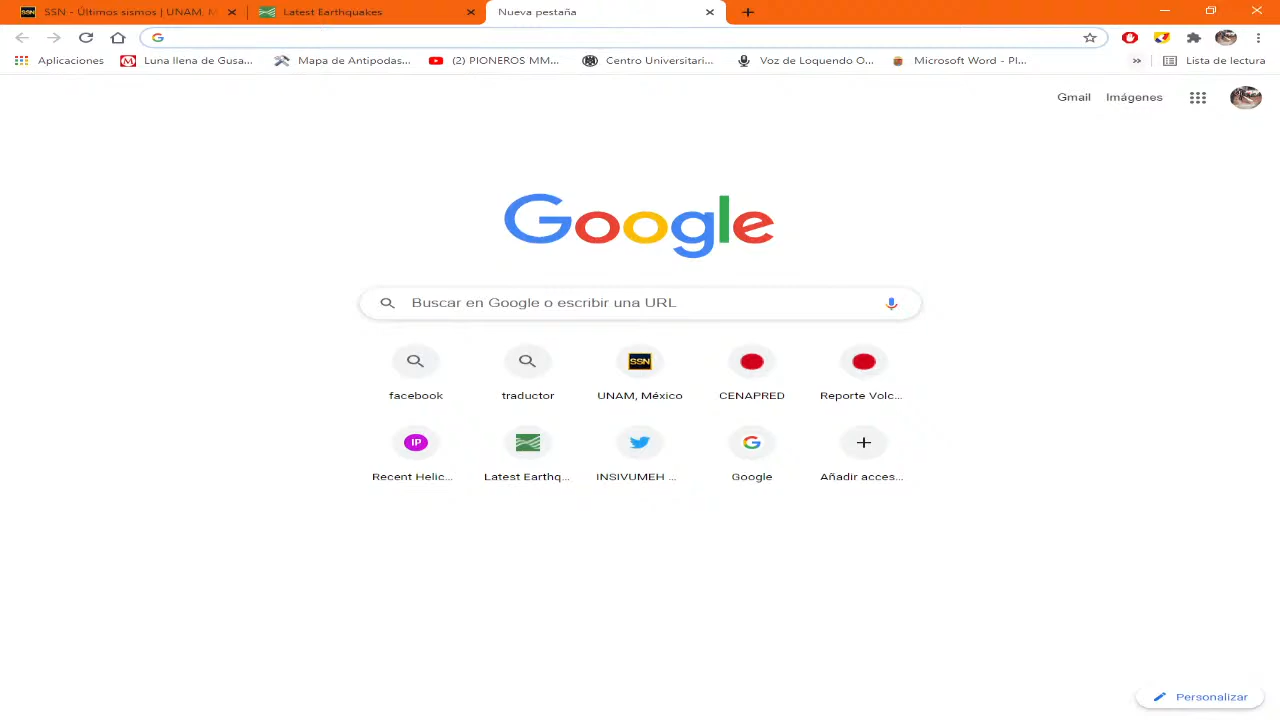 SSN - Últimos sismos | UNAM, M
Latest Earthquakes
Nueva pestaña
Aplicaciones
Luna llena de Gusa...
Mapa de Antipodas...
(2) PIONEROS MM...
Centro Universitari...
Voz de Loquendo O...
Microsoft Word - Pl...
»
Lista de lectura
Gmail
Imágenes
Google
Buscar en Google o escribir una URL
SSN
facebook
traductor
UNAM, México
CENAPRED
Reporte Volc...
IP
Recent Helic...
Latest Earthq...
INSIVUMEH ...
Google
Añadir acces...
Personalizar